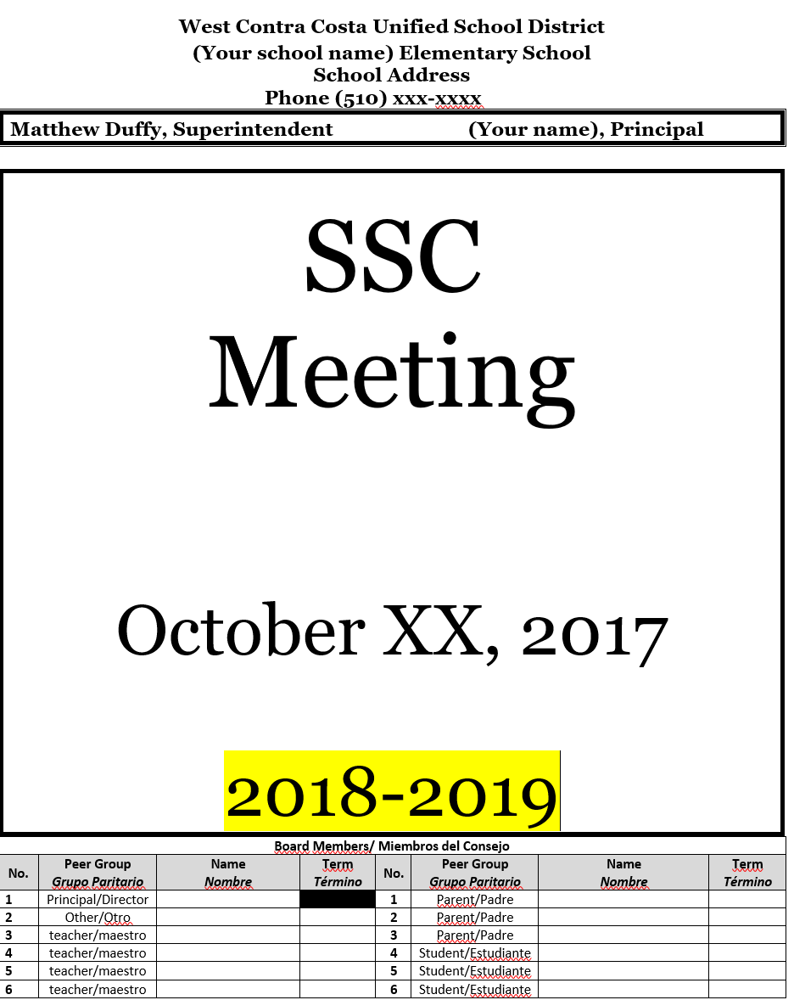 West Contra Costa Unified School District
(Your school name) Elementary School
School Address
Phone (510) xxx-xxxx
Matthew Duffy, Superintendent (Your name), Principal
SSC
Meeting
October XX, 2017
2018-2019
Board Members/ Miembros del Consejo
No. Peer Group Grupo Paritario Name Nombre Term Término No. Peer Group Grupo Paritario Name Nombre Term Término
1 Principal/Director 1 Parent/Padre
2 Other/Otro 2 Parent/Padre
3 teacher/maestro 3 Parent/Padre
4 teacher/maestro 4 Student/Estudiante
5 teacher/maestro 5 Student/Estudiante
6 teacher/maestro 6 Student/Estudiante